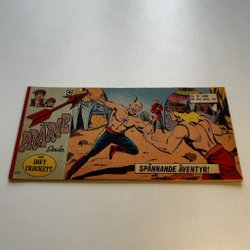 PRÄRIE
Serien
med
DAVY
CROCKETT
SPÄNNANDE ÄVENTYR!